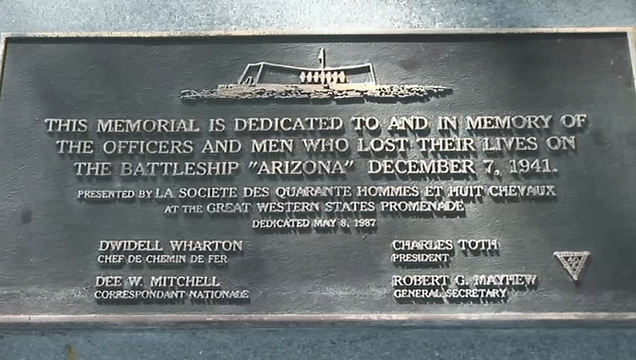 THIS MEMORIAL IS DEDICATED TO AND IN MEMORY OF
THE OFFICERS AND MEN WHO LOST THEIR LIVES ON
THE BATTLESHIP "ARIZONA" DECEMBER 7, 1941.
PRESENTED BY LA SOCIETE DES QUARANTE HOMMES ET HUIT CHEVAUX
AT THE GREAT WESTERN STATES PROMENADE
DEDICATED MAY 8, 1987
DWIDELL WHARTON
CHEF DE CHEMIN DE FER
DEE W. MITCHELL
CORRESPONDANT NATIONALE
CHARLES TOTH
PRESIDENT
ROBERT G. MAYHEW
GENERAL SECRETARY